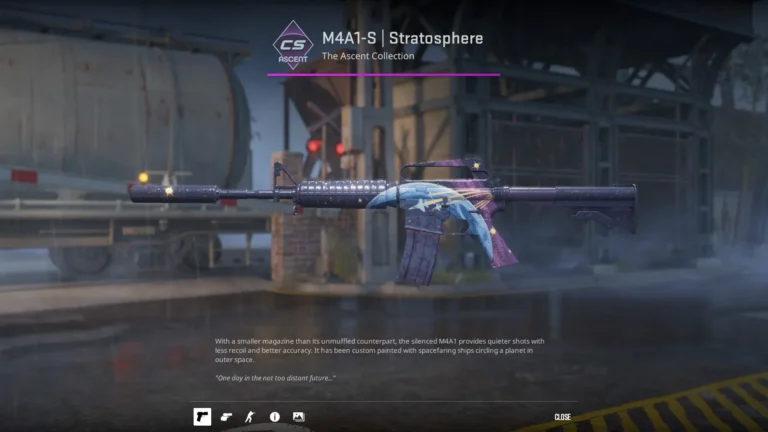 CS
ASCENT
M4A1-S | Stratosphere
The Ascent Collection
With a smaller magazine than its unmuffled counterpart, the silenced M4A1 provides quieter shots with
less recoil and better accuracy. It has been custom painted with spacefaring ships circling a planet in
outer space.
"One day in the not too distant future..."
CLOSE